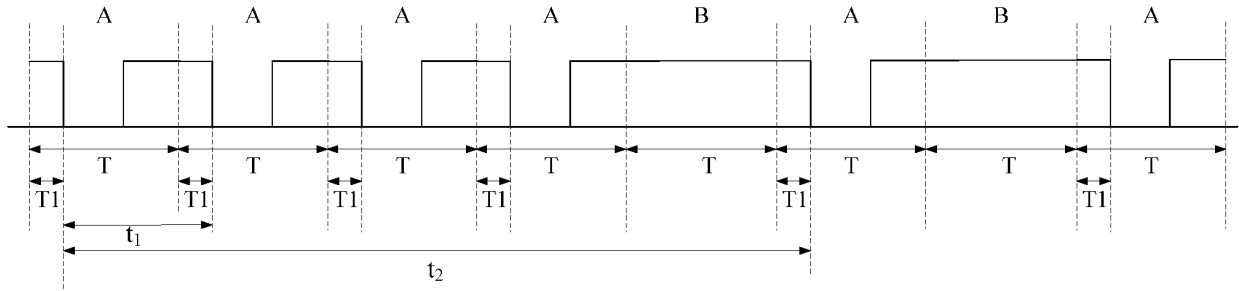 A A A A B A B A
T T T T T T T T
T1 T1 T1 T1 T1 T1
t₁
t₂